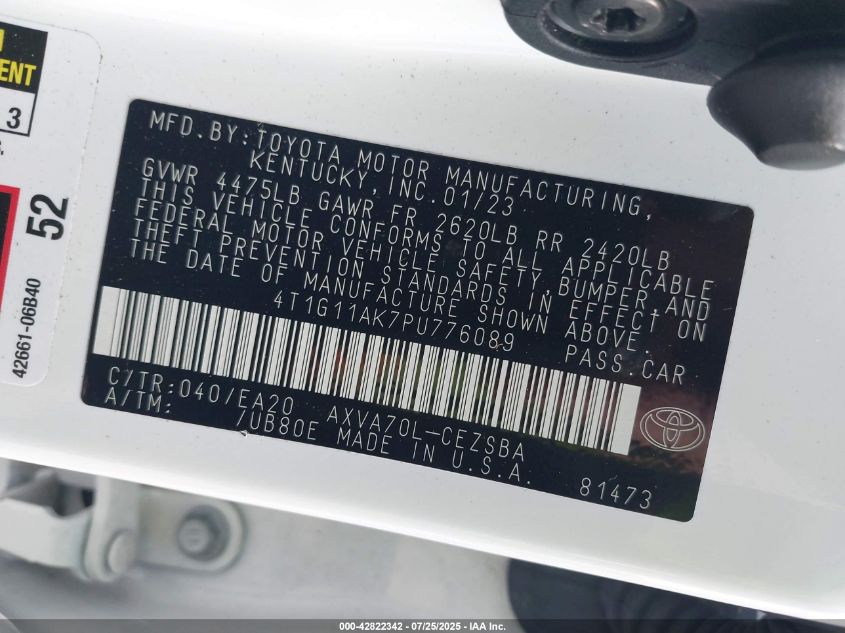 ENT
3
52
42661-06B40
MFD. BY: TOYOTA MOTOR MANUFACTURING,
KENTUCKY, INC. 01/23
GVWR 4475LB GAWR FR 2620LB RR 2420LB
THIS VEHICLE CONFORMS TO ALL APPLICABLE
FEDERAL MOTOR VEHICLE SAFETY, BUMPER, AND
THEFT PREVENTION STANDARDS IN EFFECT ON
THE DATE OF MANUFACTURE SHOWN ABOVE.
4T1G11AK7PU776089 PASS. CAR
C/TR: 040/EA20 AXVA70L-CEZSBA
A/TM: /UB80E MADE IN U.S.A.
81473
000-42822342 - 07/25/2025 - IAA Inc.